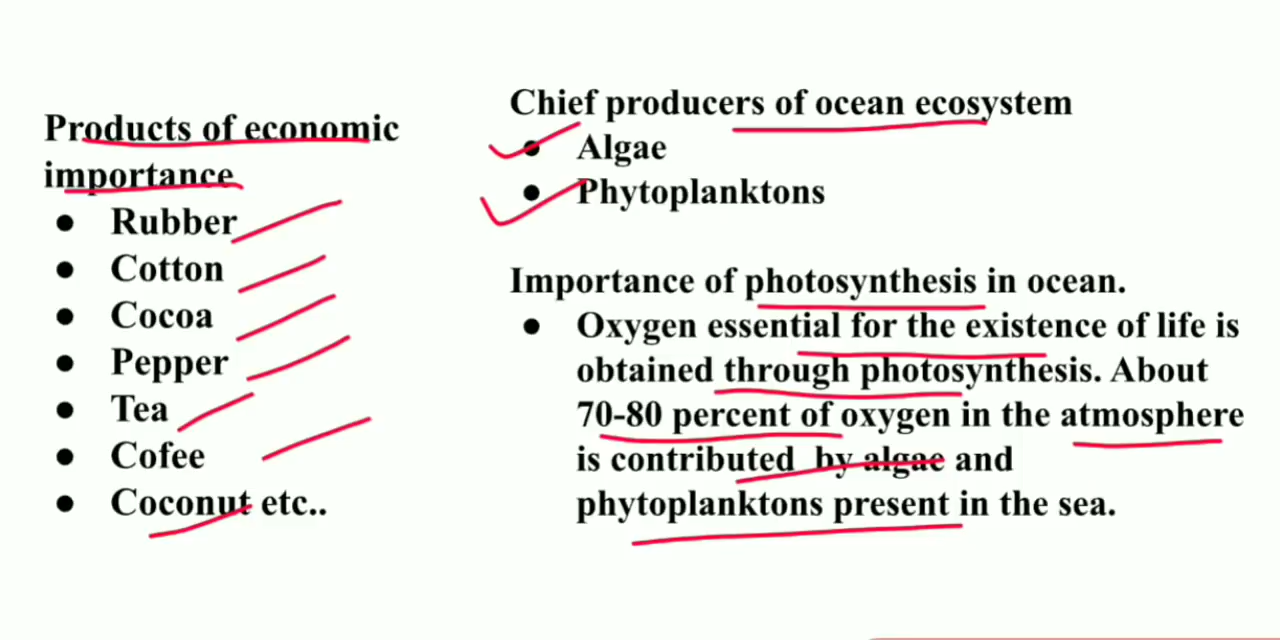 Products of economic
importance
● Rubber
● Cotton
● Cocoa
● Pepper
● Tea
● Cofee
● Coconut etc..
Chief producers of ocean ecosystem
● Algae
● Phytoplanktons
Importance of photosynthesis in ocean.
● Oxygen essential for the existence of life is
obtained through photosynthesis. About
70-80 percent of oxygen in the atmosphere
is contributed by algae and
phytoplanktons present in the sea.